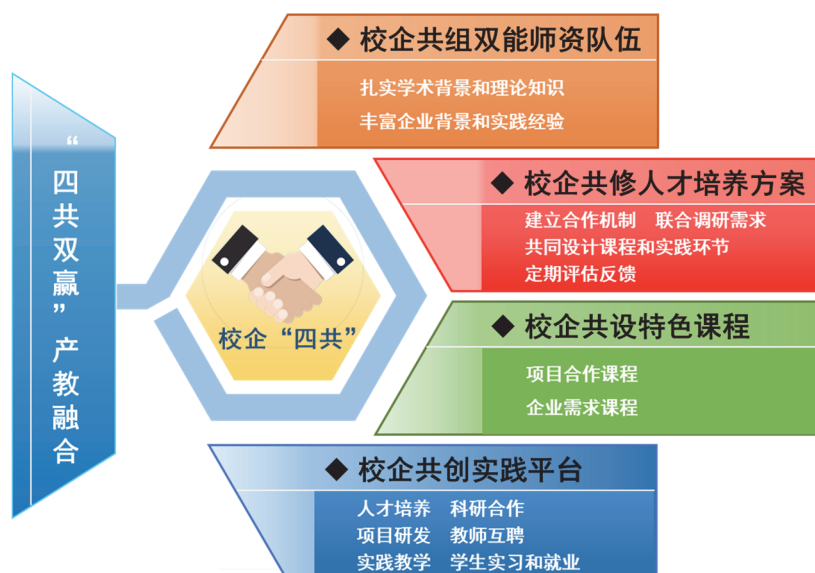 “四共双赢”产教融合
校企“四共”
◆ 校企共组双能师资队伍
扎实学术背景和理论知识
丰富企业背景和实践经验
◆ 校企共修人才培养方案
建立合作机制 联合调研需求
共同设计课程和实践环节
定期评估反馈
◆ 校企共设特色课程
项目合作课程
企业需求课程
◆ 校企共创实践平台
人才培养 科研合作
项目研发 教师互聘
实践教学 学生实习和就业